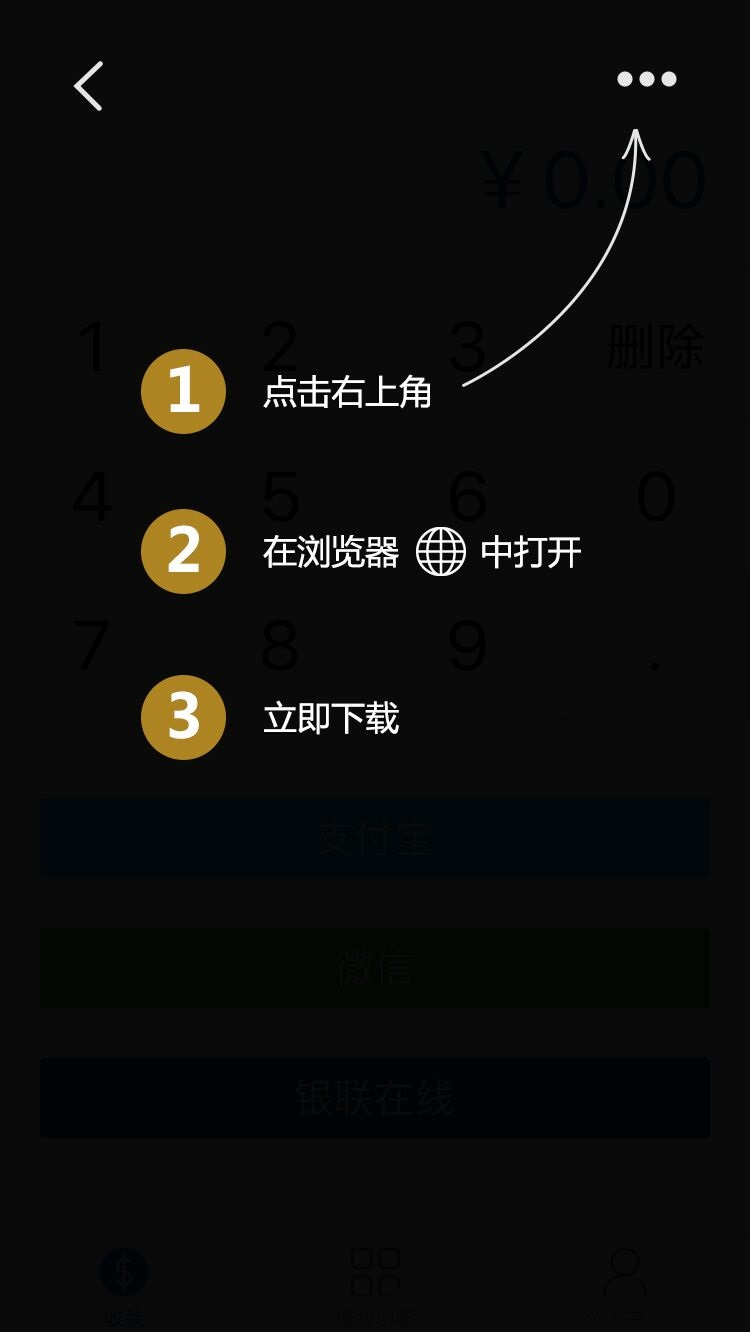 ¥ 0.00
1 2 3 删除
1 点击右上角
4 5 6 0
2 在浏览器 中打开
7 8 9 .
3 立即下载
支付宝
微信
银联在线
$
收款 辅助功能 个人中心